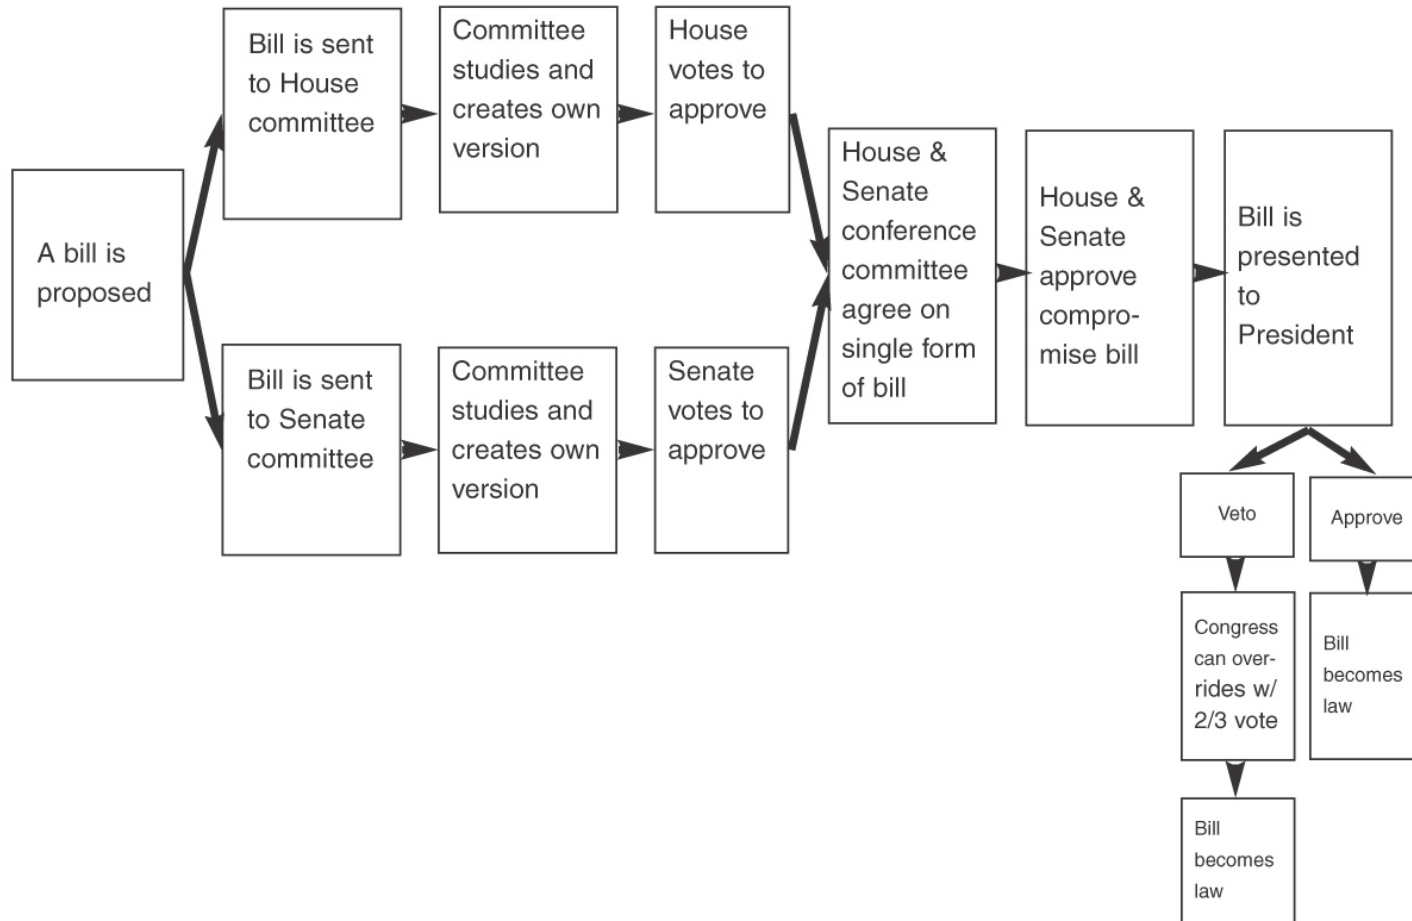 A bill is
proposed
Bill is sent
to House
committee
Committee
studies and
creates own
version
House
votes to
approve
Bill is sent
to Senate
committee
Committee
studies and
creates own
version
Senate
votes to
approve
House &
Senate
conference
committee
agree on
single form
of bill
House &
Senate
approve
compro-
mise bill
Bill is
presented
to
President
Veto
Approve
Congress
can over-
rides w/
2/3 vote
Bill
becomes
law
Bill
becomes
law